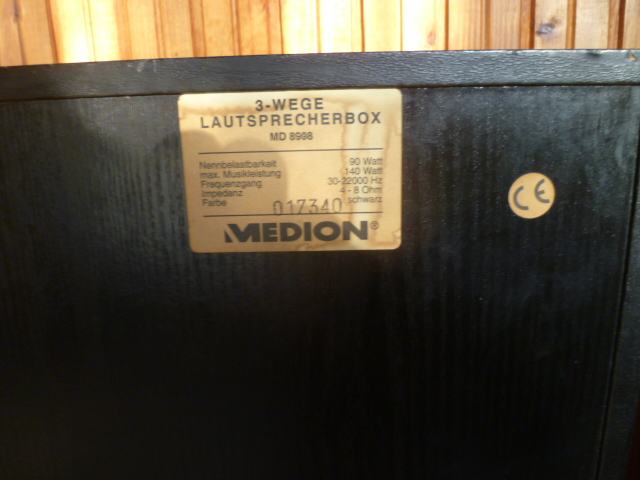 3-WEGE
LAUTSPRECHERBOX
MD 8998
Nennbelastbarkeit 90 Watt
max. Musikleistung 140 Watt
Frequenzgang 30-22000 Hz
Impedanz 4 - 8 Ohm
Farbe schwarz
017340
MEDION®
CE